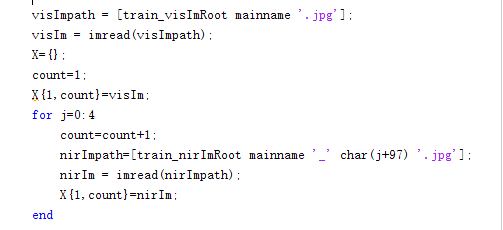 visImpath = [train_visImRoot mainname '.jpg'];
visIm = imread(visImpath);
X={};
count=1;
X{1,count}=visIm;
for j=0:4
count=count+1;
nirImpath=[train_nirImRoot mainname '_' char(j+97) '.jpg'];
nirIm = imread(nirImpath);
X{1,count}=nirIm;
end